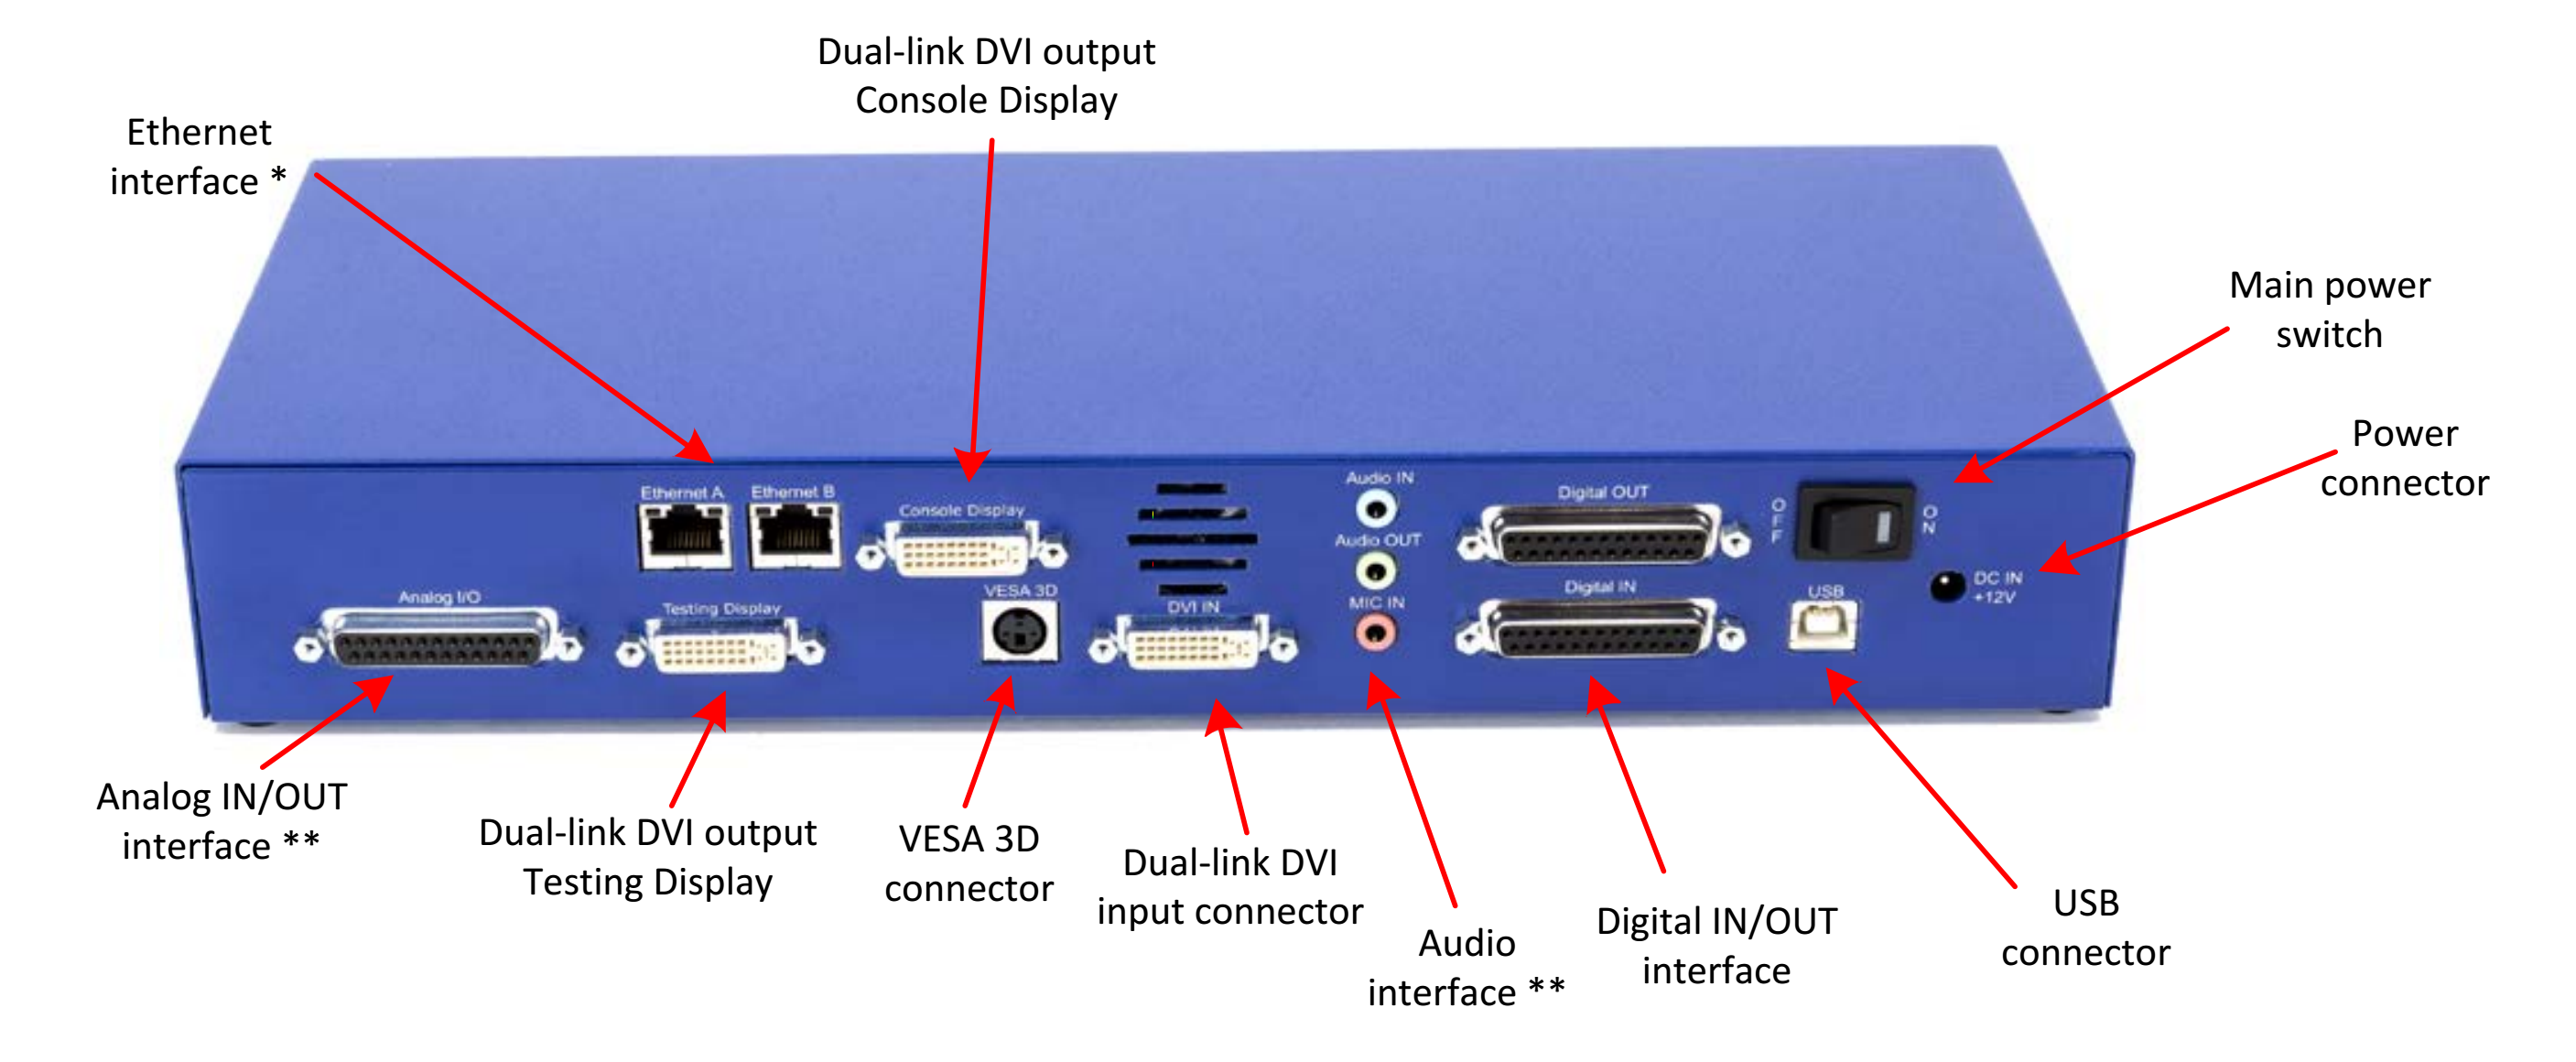 Dual-link DVI output
Console Display
Ethernet
interface *
Main power
switch
Power
connector
Ethernet A
Ethernet B
Console Display
Audio IN
Digital OUT
OFF
ON
Audio OUT
DC IN
+12V
Analog I/O
Testing Display
VESA 3D
DVI IN
MIC IN
Digital IN
USB
Analog IN/OUT
interface **
Dual-link DVI output
Testing Display
VESA 3D
connector
Dual-link DVI
input connector
Audio
interface **
Digital IN/OUT
interface
USB
connector